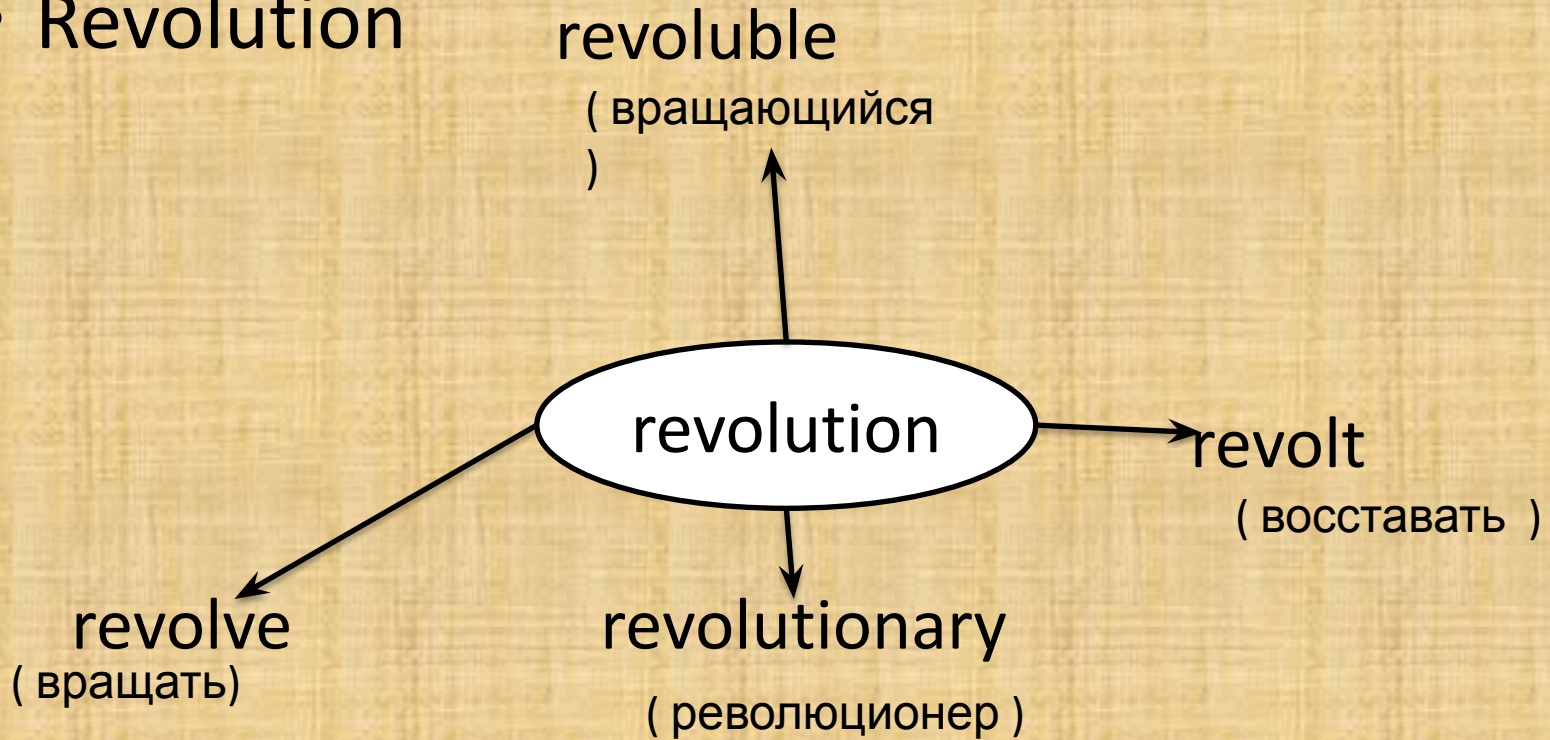 • Revolution
revoluble
( вращающийся
)
revolution
revolt
( восставать )
revolve
( вращать)
revolutionary
( революционер )